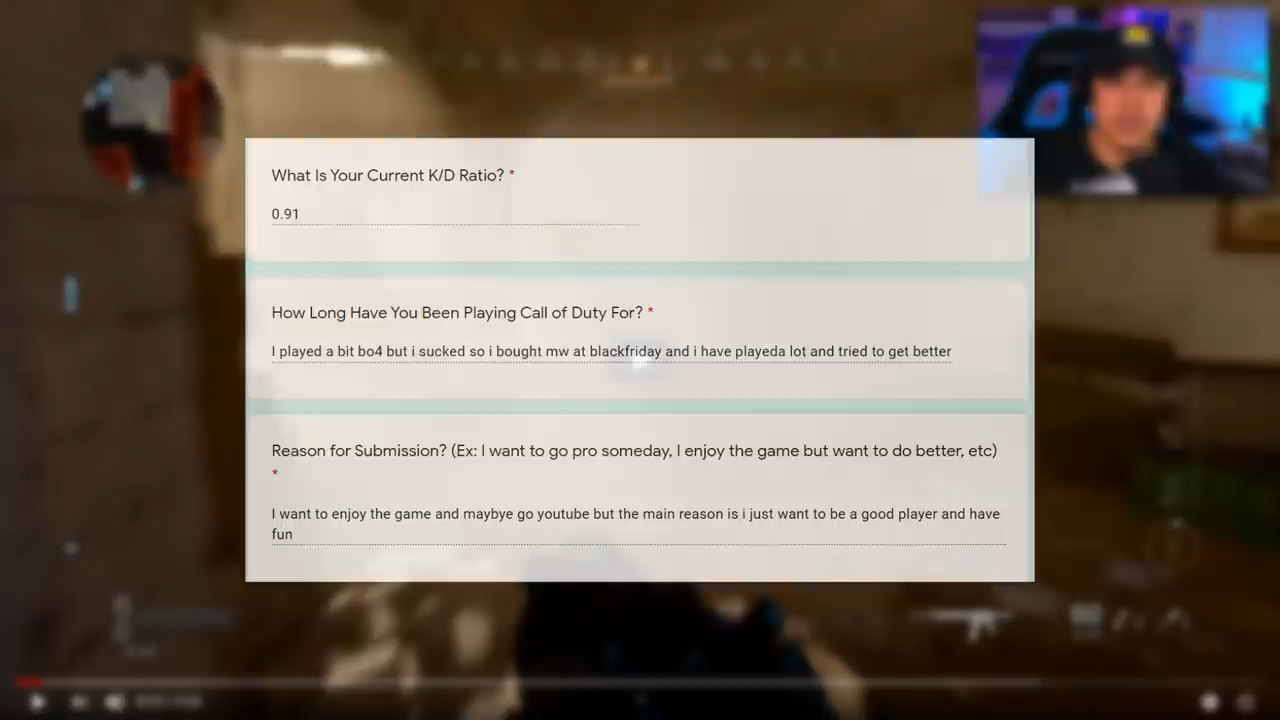 What Is Your Current K/D Ratio? *
0.91
How Long Have You Been Playing Call of Duty For? *
I played a bit bo4 but i sucked so i bought mw at blackfriday and i have playeda lot and tried to get better
Reason for Submission? (Ex: I want to go pro someday, I enjoy the game but want to do better, etc)
*
I want to enjoy the game and maybye go youtube but the main reason is i just want to be a good player and have
fun